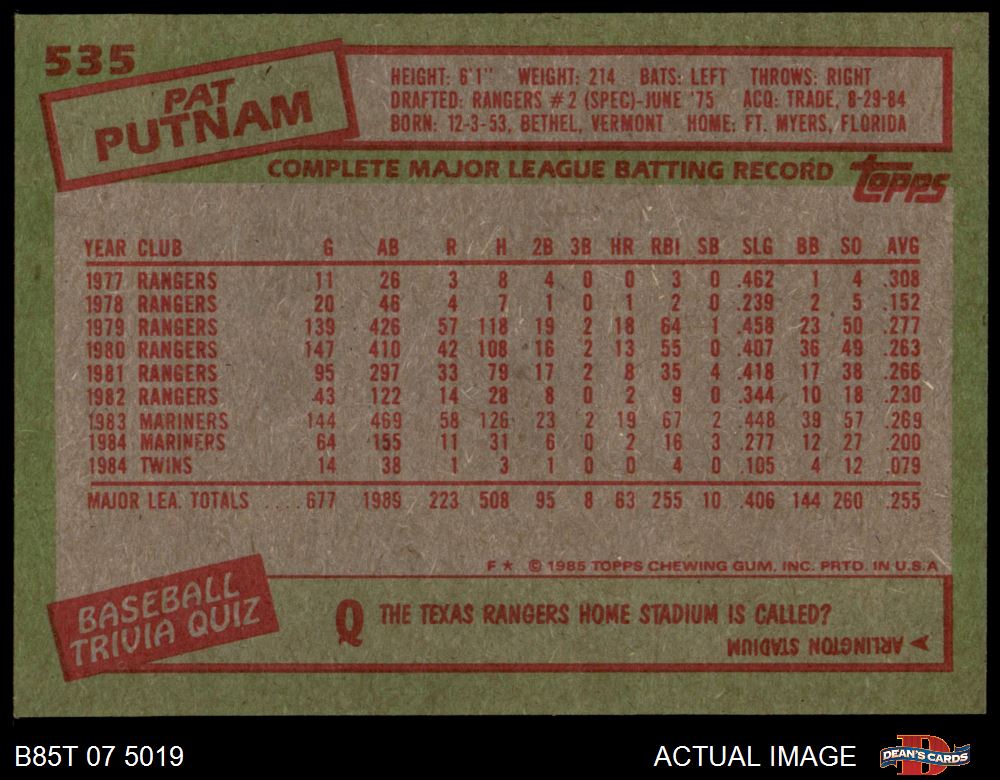 535
PAT
PUTNAM
HEIGHT: 6'1" WEIGHT: 214 BATS: LEFT THROWS: RIGHT
DRAFTED: RANGERS #2 (SPEC)-JUNE '75 ACQ: TRADE, 8-29-84
BORN: 12-3-53, BETHEL, VERMONT HOME: FT. MYERS, FLORIDA
COMPLETE MAJOR LEAGUE BATTING RECORD
TOPPS
YEAR CLUB G AB R H 2B 3B HR RBI SB SLG BB SO AVG
1977 RANGERS 11 26 3 8 4 0 0 3 0 .462 1 4 .308
1978 RANGERS 20 46 4 7 1 0 1 2 0 .239 2 5 .152
1979 RANGERS 139 426 57 118 19 2 18 64 1 .458 23 50 .277
1980 RANGERS 147 410 42 108 16 2 13 55 0 .407 36 49 .263
1981 RANGERS 95 297 33 79 17 2 8 35 4 .418 17 38 .266
1982 RANGERS 43 122 14 28 8 0 2 9 0 .344 10 18 .230
1983 MARINERS 144 469 58 126 23 2 19 67 2 .448 39 57 .269
1984 MARINERS 64 155 11 31 6 0 2 16 3 .277 12 27 .200
1984 TWINS 14 38 1 3 1 0 0 4 0 .105 4 12 .079
MAJOR LEA. TOTALS ....677 1989 223 508 95 8 63 255 10 .406 144 260 .255
F ★ © 1985 TOPPS CHEWING GUM, INC. PRTD. IN U.S.A
BASEBALL
TRIVIA QUIZ
Q THE TEXAS RANGERS HOME STADIUM IS CALLED?
ARLINGTON STADIUM
B85T 07 5019
ACTUAL IMAGE
DEAN'S CARDS